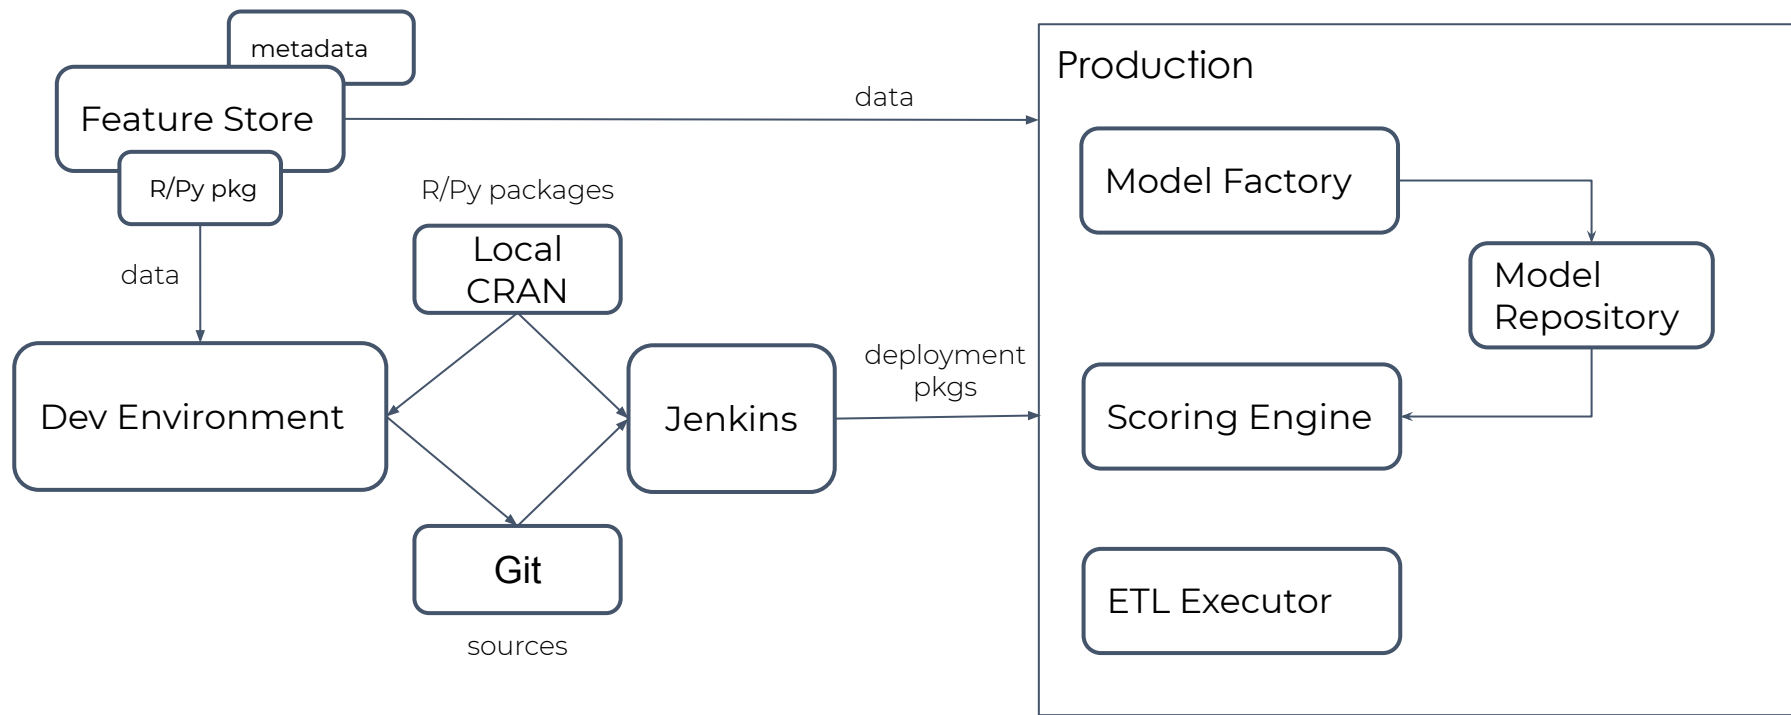 metadata
Feature Store
R/Py pkg
data
data
R/Py packages
Local
CRAN
Dev Environment
Jenkins
deployment
pkgs
Git
sources
Production
Model Factory
Model
Repository
Scoring Engine
ETL Executor